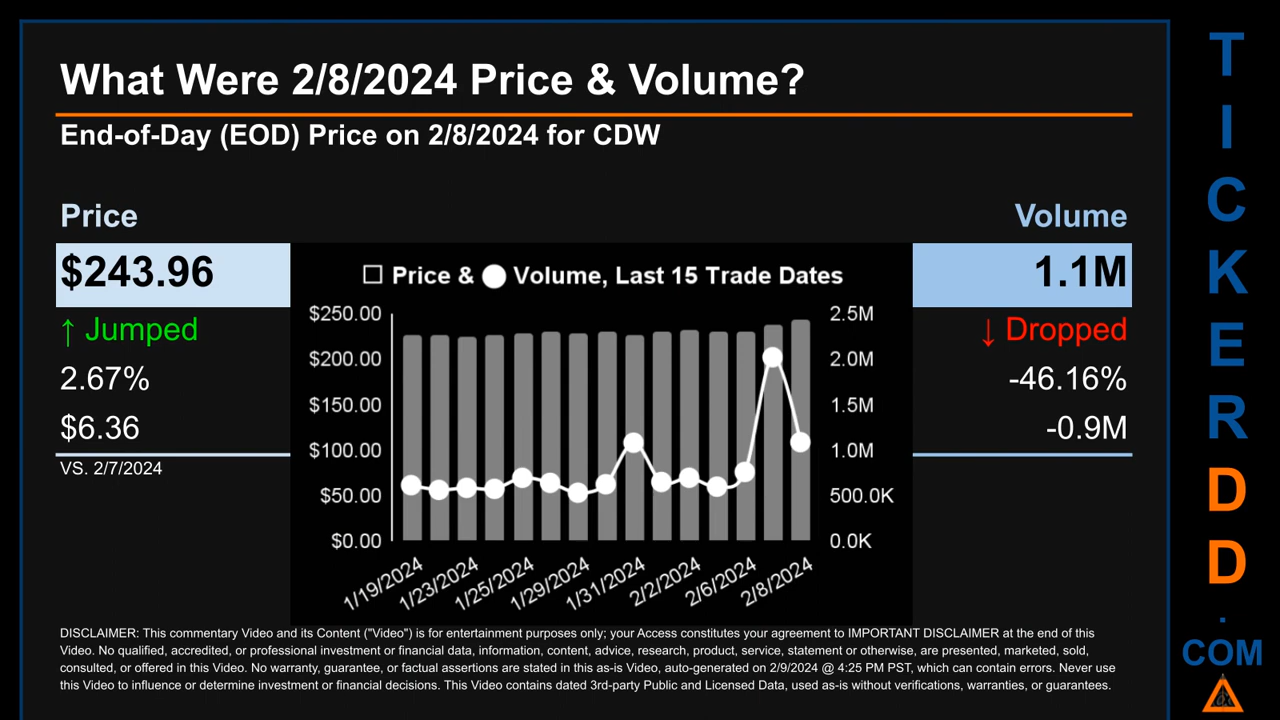 What Were 2/8/2024 Price & Volume?
End-of-Day (EOD) Price on 2/8/2024 for CDW
Price
Volume
$243.96
1.1M
↑ Jumped
↓ Dropped
2.67%
-46.16%
$6.36
-0.9M
VS. 2/7/2024
Price & Volume, Last 15 Trade Dates
$250.00
$200.00
$150.00
$100.00
$50.00
$0.00
2.5M
2.0M
1.5M
1.0M
500.0K
0.0K
1/19/2024
1/23/2024
1/25/2024
1/29/2024
1/31/2024
2/2/2024
2/6/2024
2/8/2024
DISCLAIMER: This commentary Video and its Content ("Video") is for entertainment purposes only; your Access constitutes your agreement to IMPORTANT DISCLAIMER at the end of this
Video. No qualified, accredited, or professional investment or financial data, information, content, advice, research, product, service, statement or otherwise, are presented, marketed, sold,
consulted, or offered in this Video. No warranty, guarantee, or factual assertions are stated in this as-is Video, auto-generated on 2/9/2024 @ 4:25 PM PST, which can contain errors. Never use
this Video to influence or determine investment or financial decisions. This Video contains dated 3rd-party Public and Licensed Data, used as-is without verifications, warranties, or guarantees.
T
I
C
K
E
R
D
D
.
COM